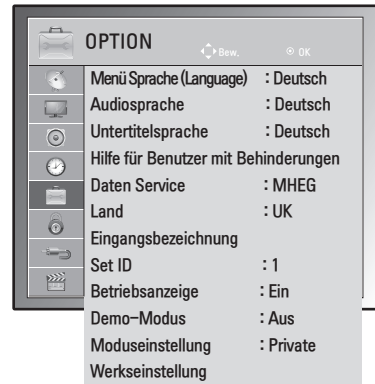 OPTION
Bew. OK
Menü Sprache (Language) : Deutsch
Audiosprache : Deutsch
Untertitelsprache : Deutsch
Hilfe für Benutzer mit Behinderungen
Daten Service : MHEG
Land : UK
Eingangsbezeichnung
Set ID : 1
Betriebsanzeige : Ein
Demo-Modus : Aus
Moduseinstellung : Private
Werkseinstellung